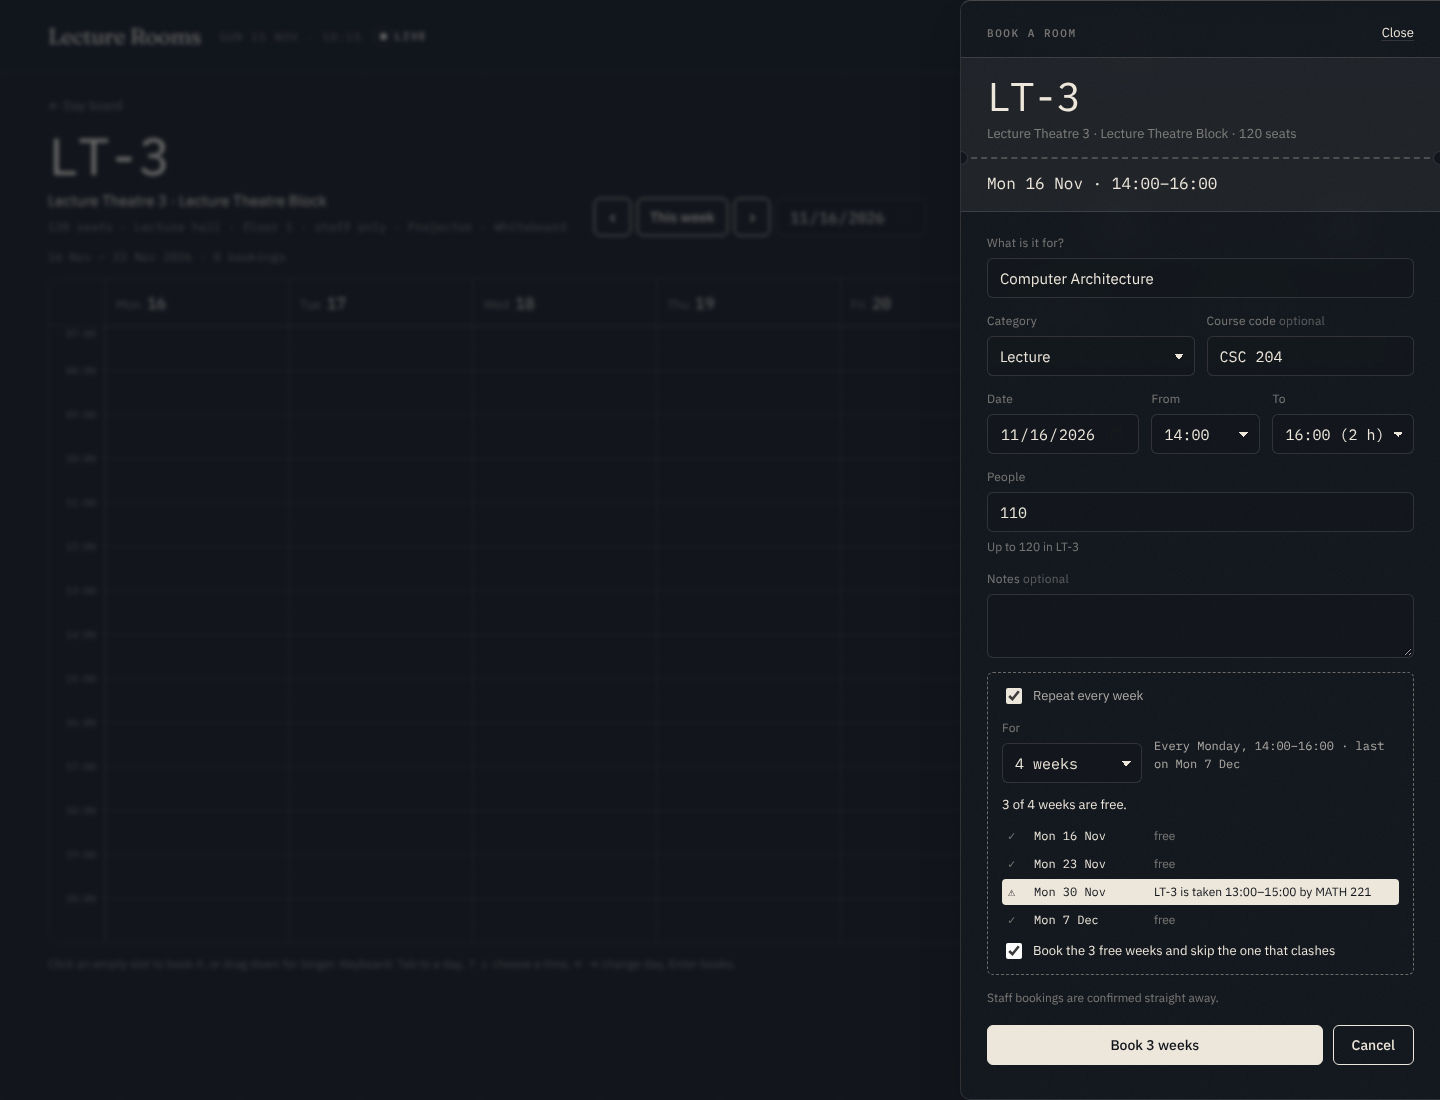 Lecture Rooms
LIVE
Day board
LT-3
Lecture Theatre 3 · Lecture Theatre Block
This week
11/16/2026
Mon 16
Tue 17
Wed 18
Thu 19
Fri 20
BOOK A ROOM
Close
LT-3
Lecture Theatre 3 · Lecture Theatre Block · 120 seats
Mon 16 Nov · 14:00–16:00
What is it for?
Computer Architecture
Category
Course code optional
Lecture
CSC 204
Date
From
To
11/16/2026
14:00
16:00 (2 h)
People
110
Up to 120 in LT-3
Notes optional
Repeat every week
For
4 weeks
Every Monday, 14:00–16:00 · last
on Mon 7 Dec
3 of 4 weeks are free.
✓ Mon 16 Nov free
✓ Mon 23 Nov free
⚠ Mon 30 Nov LT-3 is taken 13:00–15:00 by MATH 221
✓ Mon 7 Dec free
Book the 3 free weeks and skip the one that clashes
Staff bookings are confirmed straight away.
Book 3 weeks
Cancel